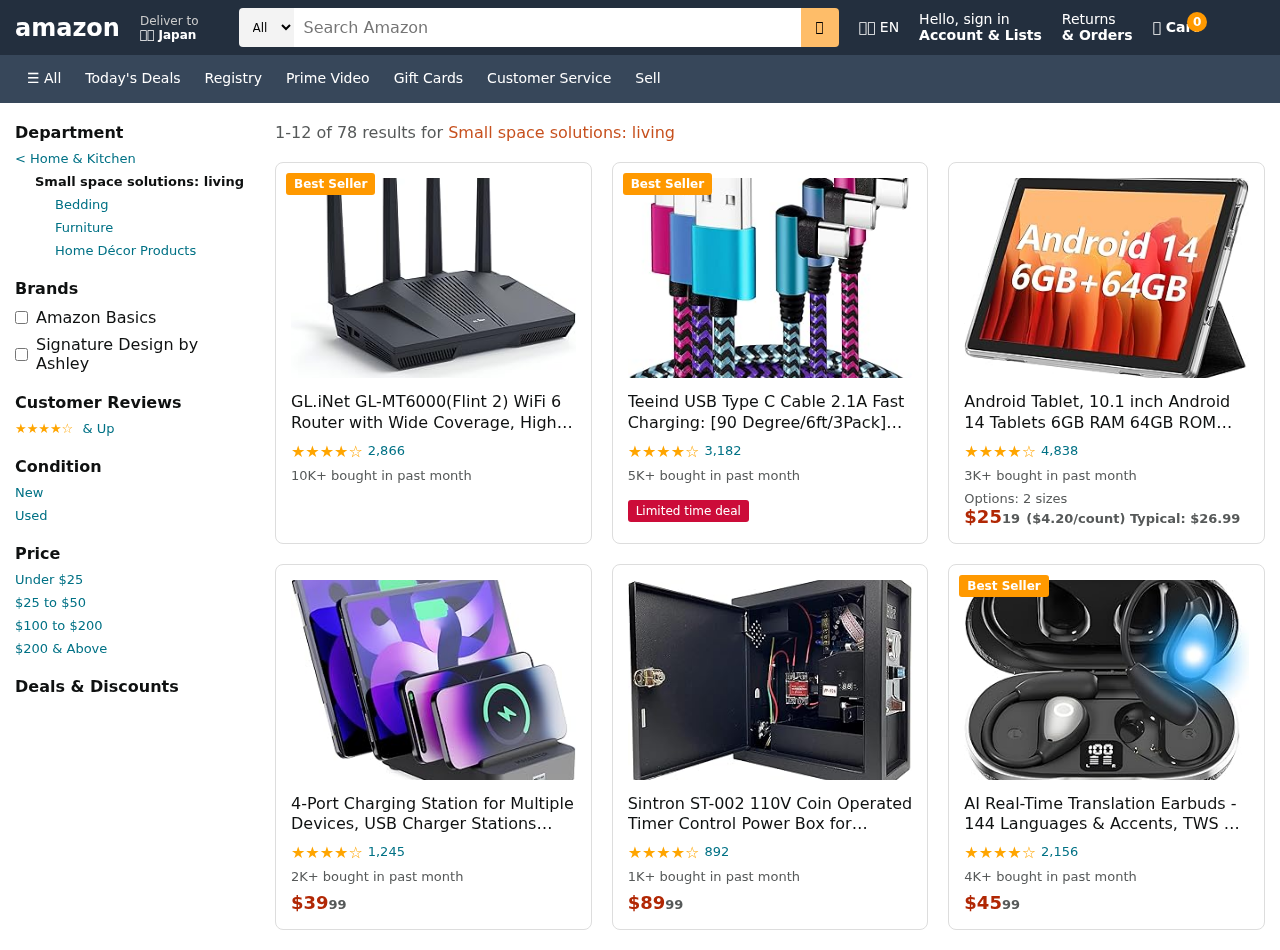 amazon
Deliver to
Japan
All
Search Amazon
EN
Hello, sign in
Account & Lists
Returns
& Orders
0
☰ All
Today's Deals
Registry
Prime Video
Gift Cards
Customer Service
Sell
Department
< Home & Kitchen
Small space solutions: living
Bedding
Furniture
Home Décor Products
Brands
Amazon Basics
Signature Design by
Ashley
Customer Reviews
★★★★☆ & Up
Condition
New
Used
Price
Under $25
$25 to $50
$100 to $200
$200 & Above
Deals & Discounts
1-12 of 78 results for Small space solutions: living
Best Seller
GL.iNet GL-MT6000(Flint 2) WiFi 6
Router with Wide Coverage, High…
★★★★☆ 2,866
10K+ bought in past month
Best Seller
Teeind USB Type C Cable 2.1A Fast
Charging: [90 Degree/6ft/3Pack]…
★★★★☆ 3,182
5K+ bought in past month
Limited time deal
Android 14
6GB+64GB
Android Tablet, 10.1 inch Android
14 Tablets 6GB RAM 64GB ROM…
★★★★☆ 4,838
3K+ bought in past month
Options: 2 sizes
$25 19 ($4.20/count) Typical: $26.99
4-Port Charging Station for Multiple
Devices, USB Charger Stations…
★★★★☆ 1,245
2K+ bought in past month
$39 99
Sintron ST-002 110V Coin Operated
Timer Control Power Box for…
★★★★☆ 892
1K+ bought in past month
$89 99
Best Seller
100
AI Real-Time Translation Earbuds -
144 Languages & Accents, TWS …
★★★★☆ 2,156
4K+ bought in past month
$45 99